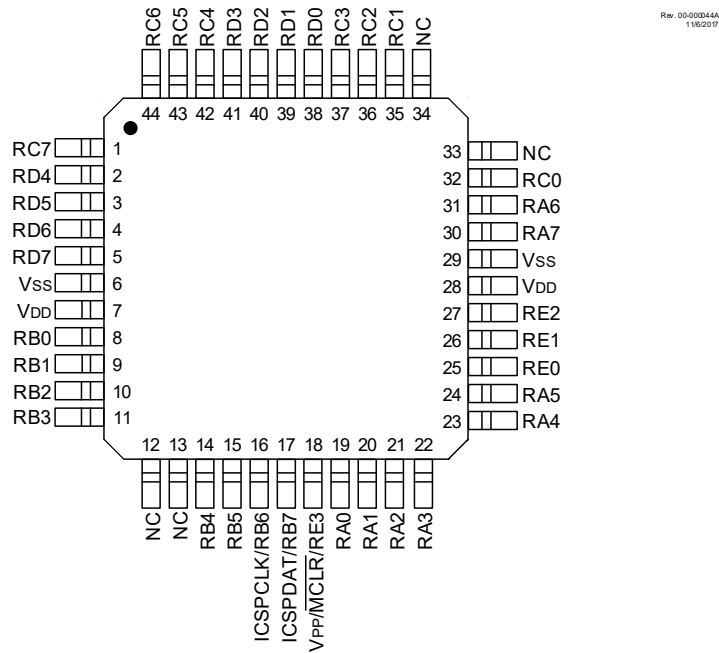 Rev. 00-000044A
11/6/2017
RC6
RC5
RC4
RD3
RD2
RD1
RD0
RC3
RC2
RC1
NC
44
43
42
41
40
39
38
37
36
35
34
RC7 1
RD4 2
RD5 3
RD6 4
RD7 5
VSS 6
VDD 7
RB0 8
RB1 9
RB2 10
RB3 11
33 NC
32 RC0
31 RA6
30 RA7
29 VSS
28 VDD
27 RE2
26 RE1
25 RE0
24 RA5
23 RA4
12
13
14
15
16
17
18
19
20
21
22
NC
NC
RB4
RB5
ICSPCLK/RB6
ICSPDAT/RB7
VPP/MCLR/RE3
RA0
RA1
RA2
RA3